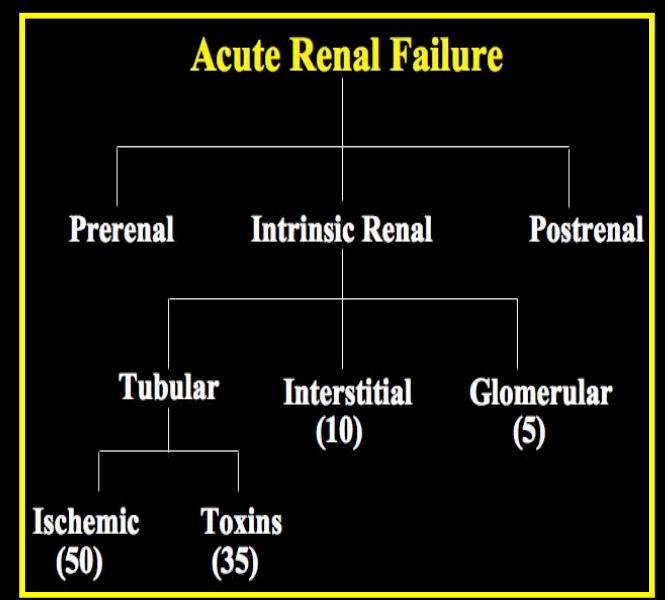 Acute Renal Failure
Prerenal Intrinsic Renal Postrenal
Tubular Interstitial Glomerular
(10) (5)
Ischemic Toxins
(50) (35)